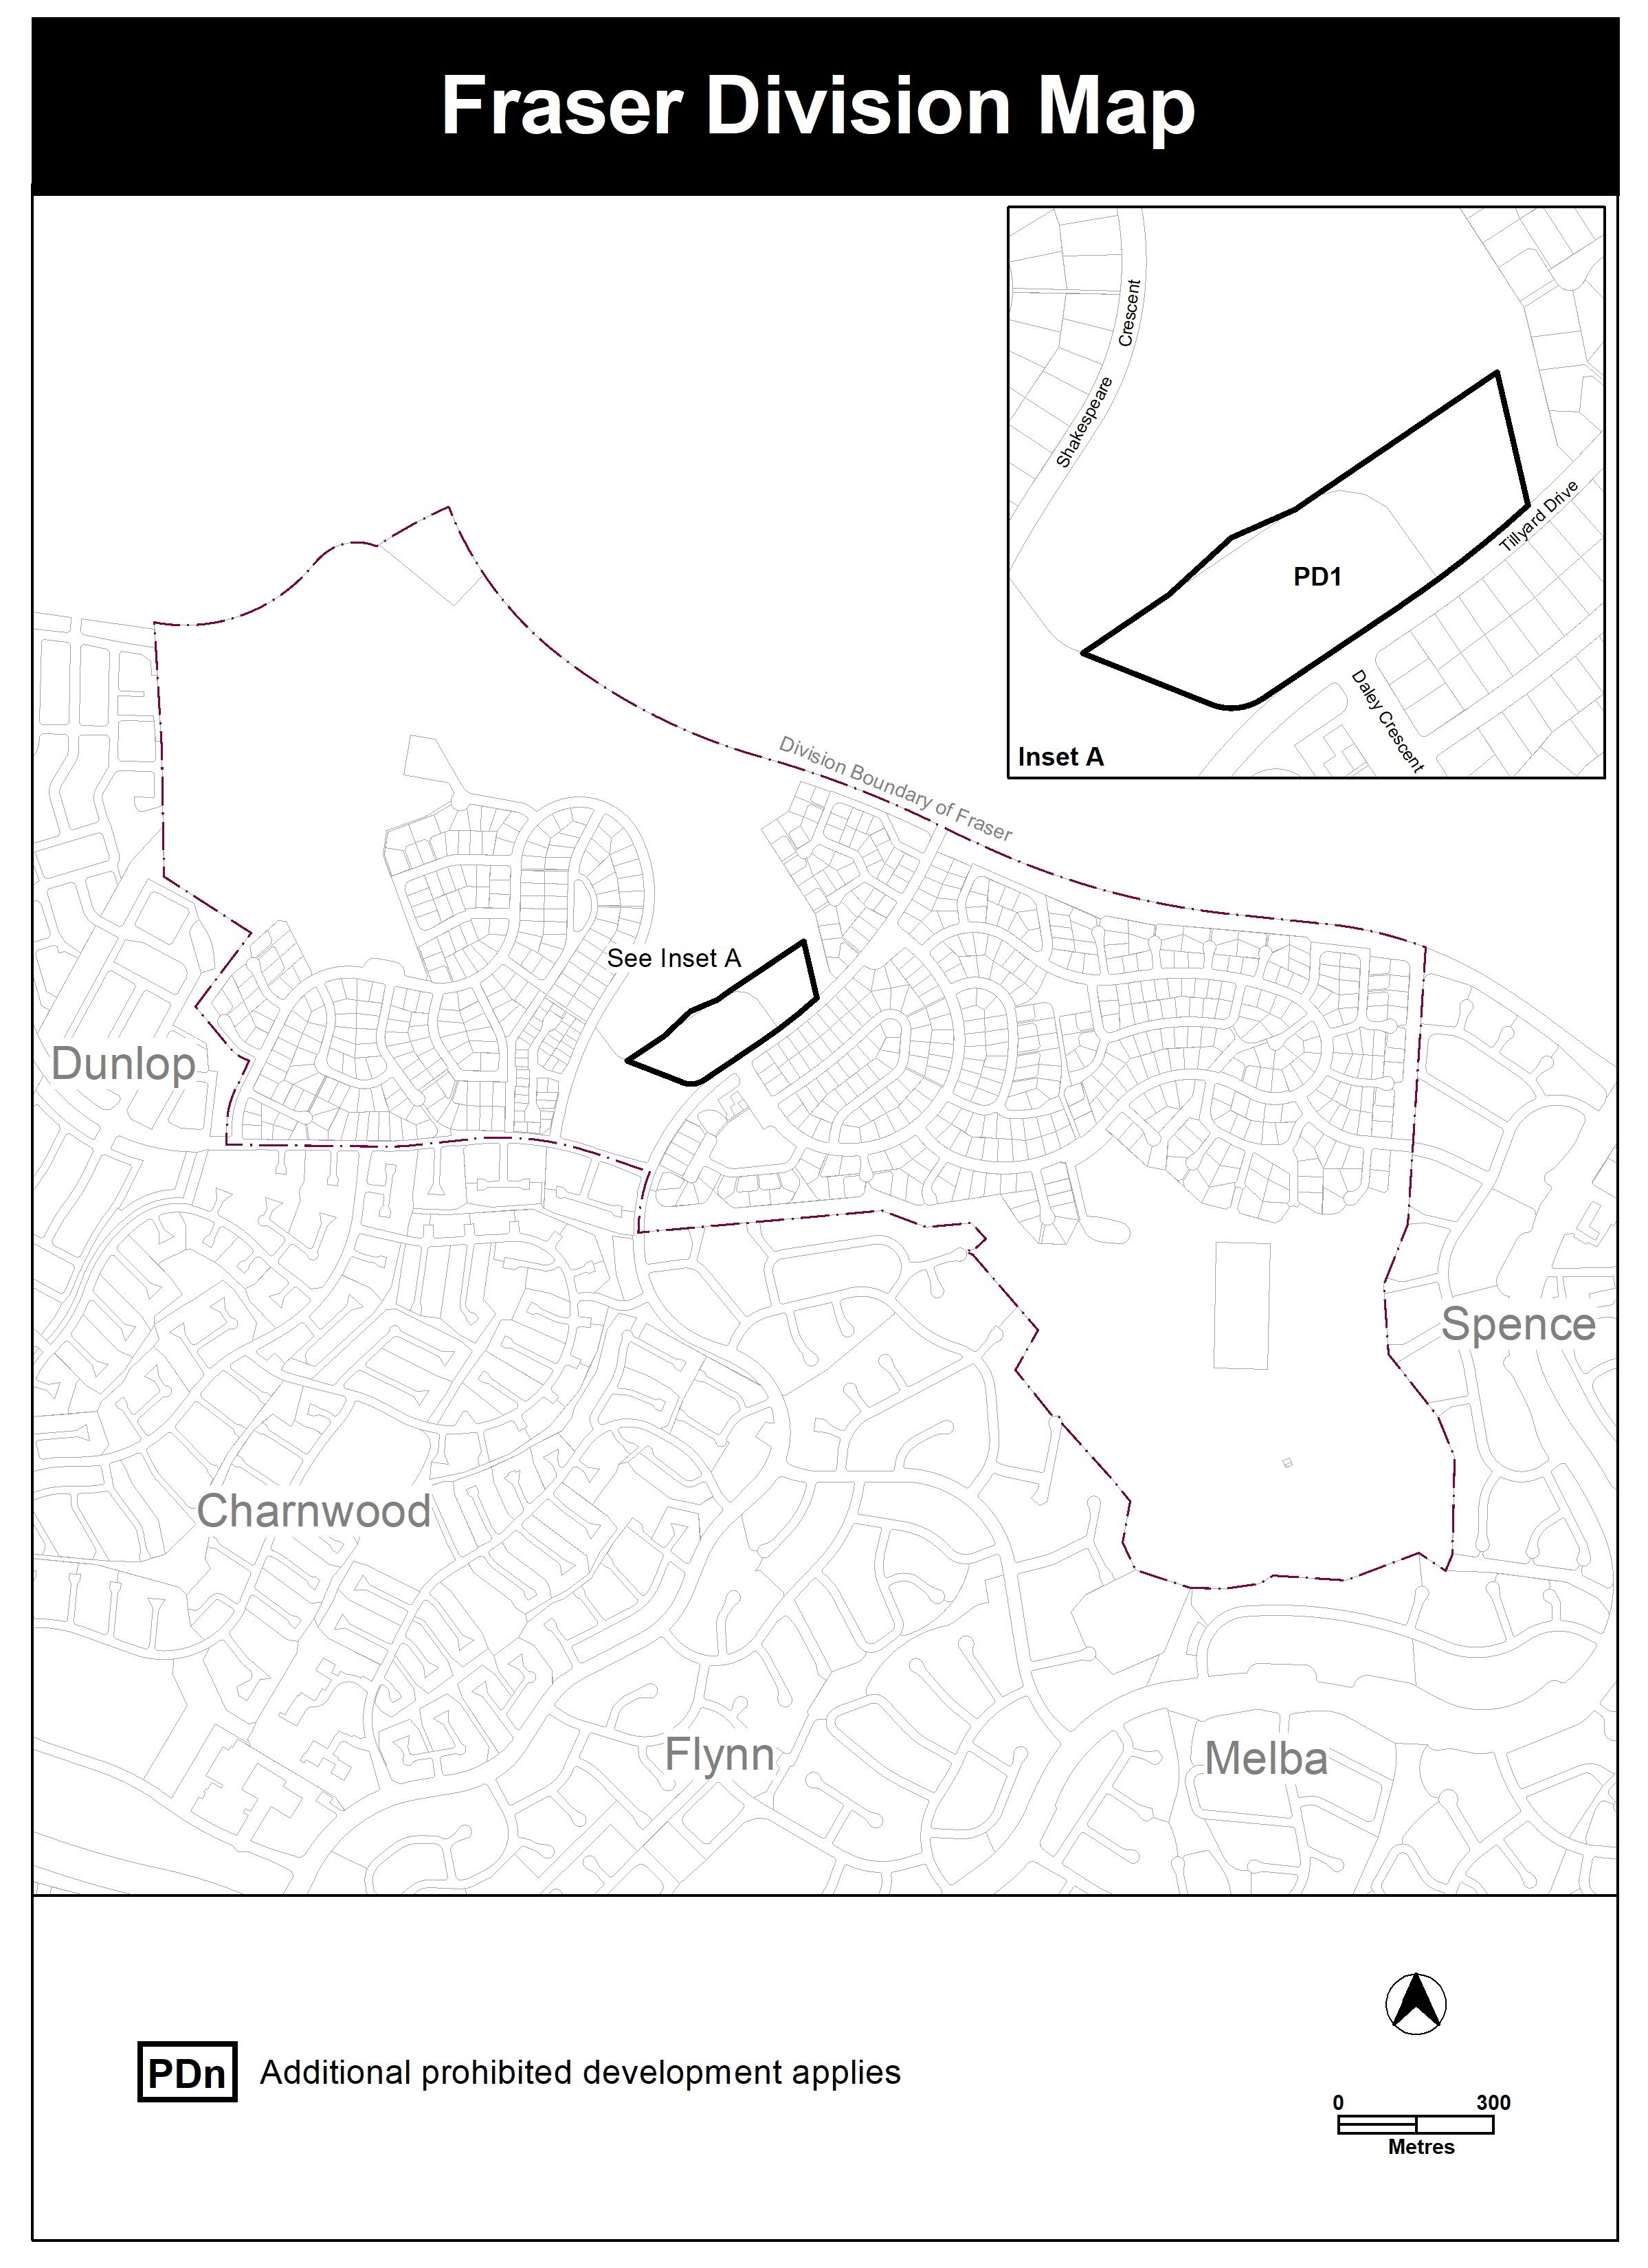 Fraser Division Map
Shakespeare Crescent
Tillyard Drive
PD1
Daley Crescent
Inset A
Division Boundary of Fraser
See Inset A
Dunlop
Spence
Charnwood
Flynn
Melba
PDn Additional prohibited development applies
0 300
Metres